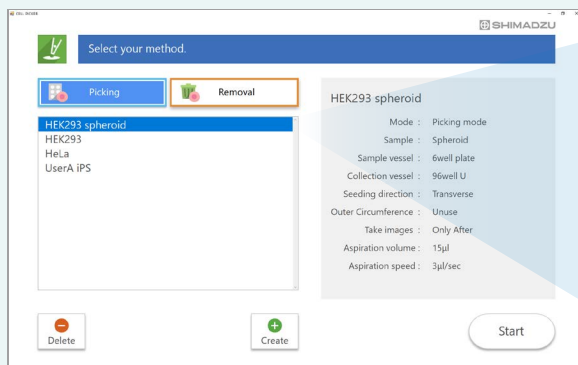 SHIMADZU
Select your method.
Picking
Removal
HEK293 spheroid
HEK293
HeLa
UserA iPS
HEK293 spheroid
Mode : Picking mode
Sample : Spheroid
Sample vessel : 6well plate
Collection vessel : 96well U
Seeding direction : Transverse
Outer Circumference : Unuse
Take images : Only After
Aspiration volume : 15μl
Aspiration speed : 3μl/sec
Delete
Create
Start